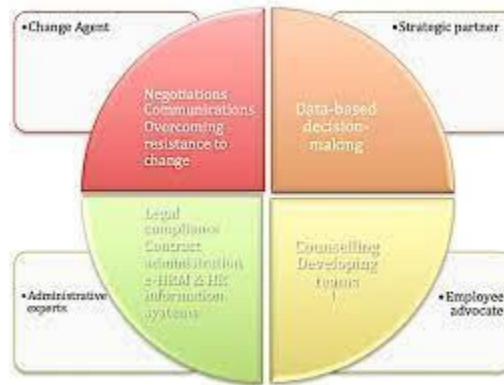 •Change Agent
•Strategic partner
Negotiations
Communications
Overcoming
resistance to
change
Data-based
decision-
making
Legal
compliance
Contract
administration
e-HRM & HR
information
systems
Counselling
Developing
teams
•Administrative
experts
•Employee
advocate